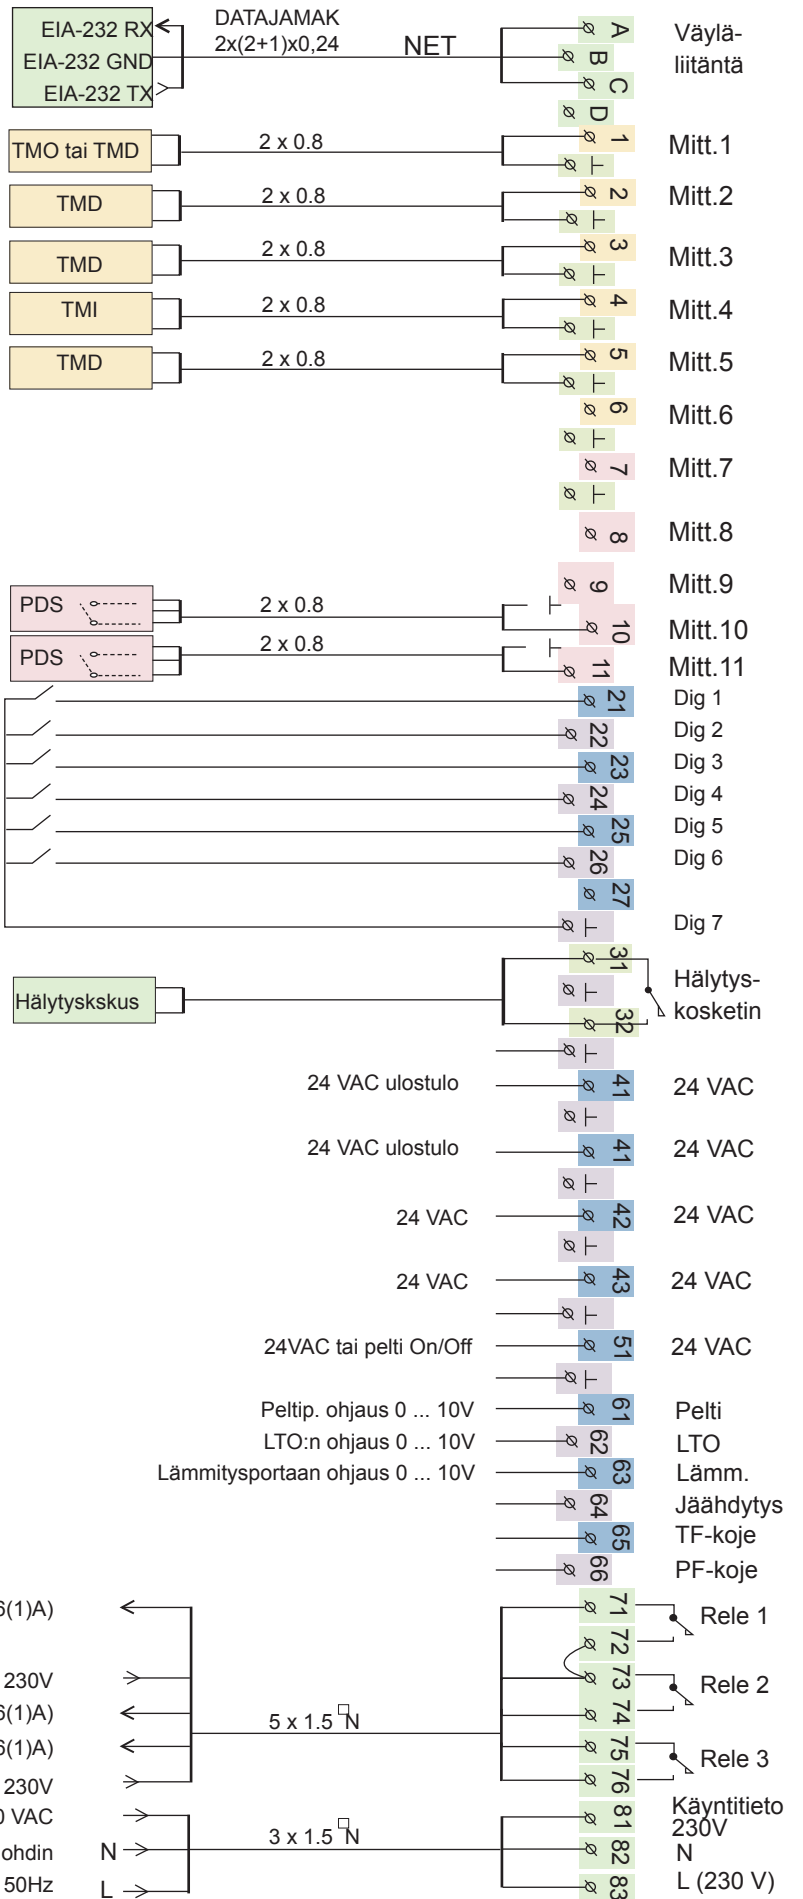 EIA-232 RX
EIA-232 GND
EIA-232 TX
DATAJAMAK
2x(2+1)x0,24
NET
A
B
C
D
Väylä-
liitäntä
TMO tai TMD
2 x 0.8
1
Mitt.1
TMD
2 x 0.8
2
Mitt.2
TMD
2 x 0.8
3
Mitt.3
TMI
2 x 0.8
4
Mitt.4
TMD
2 x 0.8
5
Mitt.5
6
Mitt.6
7
Mitt.7
8
Mitt.8
9
Mitt.9
PDS
2 x 0.8
10
Mitt.10
PDS
2 x 0.8
11
Mitt.11
21
Dig 1
22
Dig 2
23
Dig 3
24
Dig 4
25
Dig 5
26
Dig 6
27
Dig 7
Hälytyskskus
31
32
Hälytys-
kosketin
24 VAC ulostulo
41
24 VAC
24 VAC ulostulo
41
24 VAC
24 VAC
42
24 VAC
24 VAC
43
24 VAC
24VAC tai pelti On/Off
51
24 VAC
Peltip. ohjaus 0 ... 10V
61
Pelti
LTO:n ohjaus 0 ... 10V
62
LTO
Lämmitysportaan ohjaus 0 ... 10V
63
Lämm.
64
Jäähdytys
65
TF-koje
66
PF-koje
6(1)A)
71
Rele 1
72
230V
73
Rele 2
6(1)A)
5 x 1.5 N
74
6(1)A)
75
Rele 3
230V
76
0 VAC
81
Käyntitieto
230V
ohdin
N
3 x 1.5 N
82
N
50Hz
L
83
L (230 V)